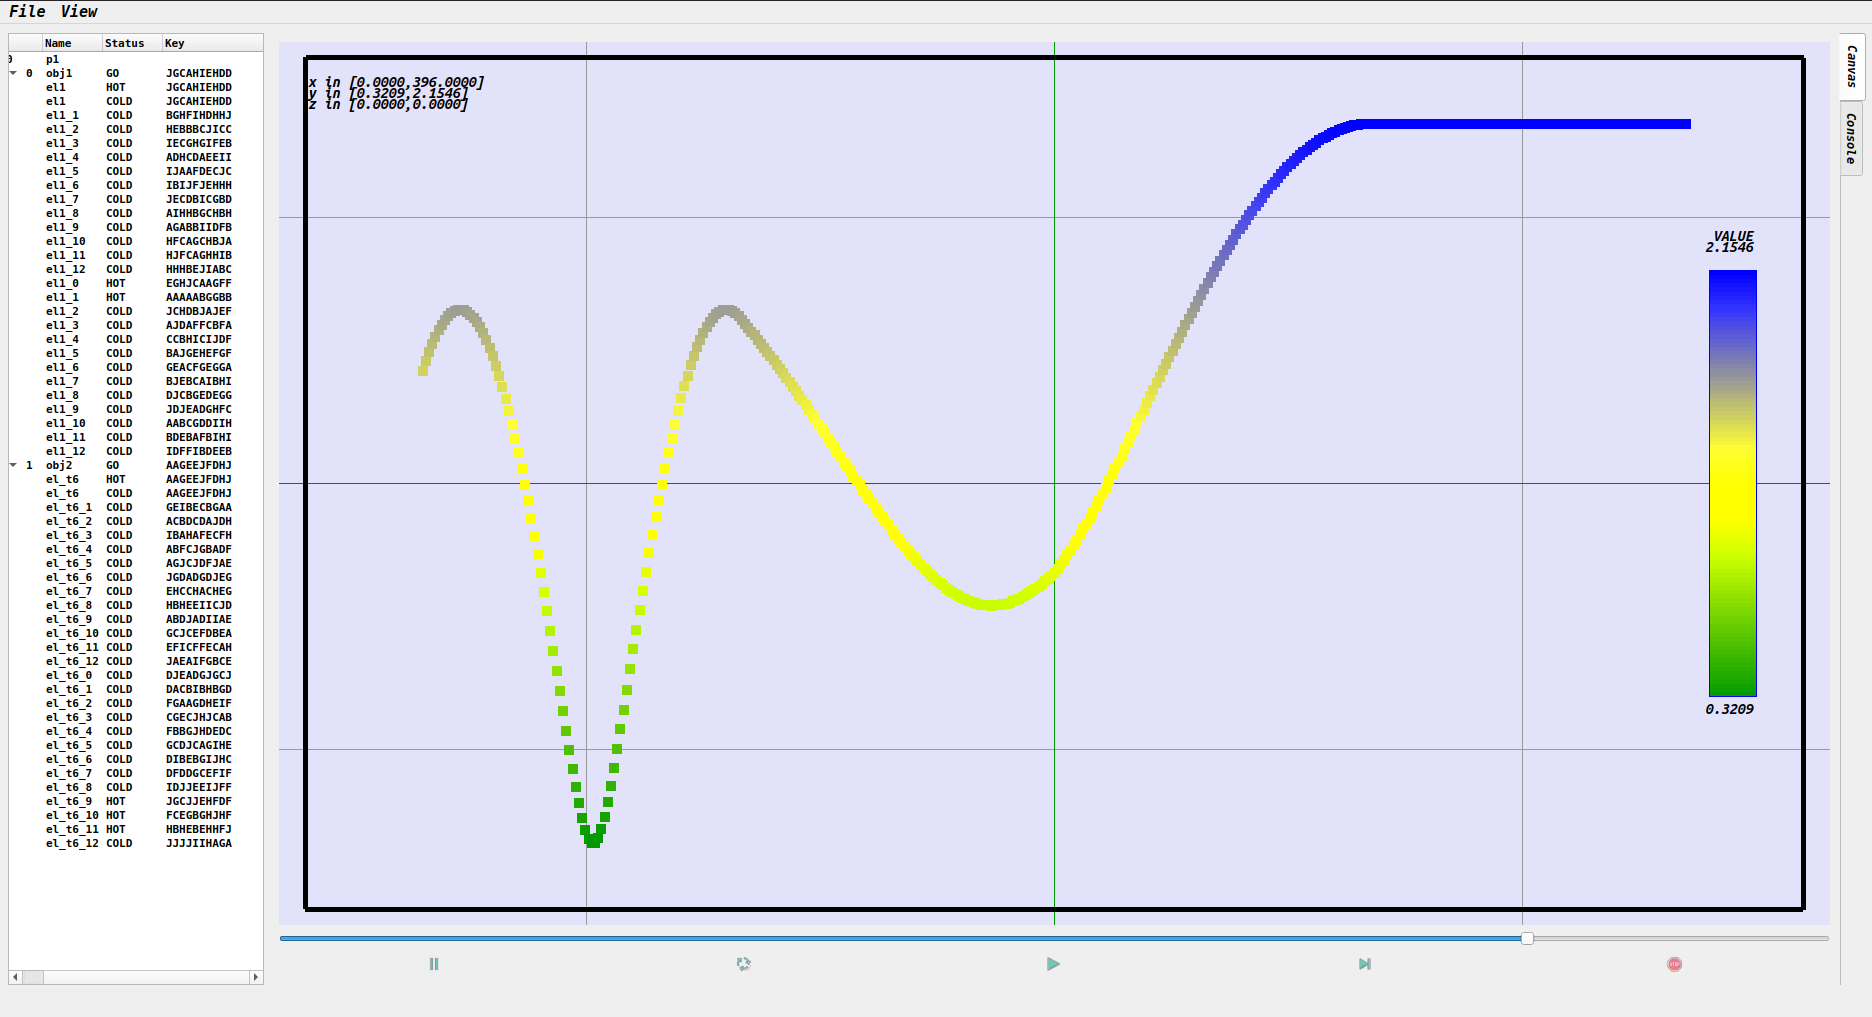 File View
Name Status Key
0 p1
0 obj1 GO JGCAHIEHDD
el1 HOT JGCAHIEHDD
el1 COLD JGCAHIEHDD
el1_1 COLD BGHFIHDHHJ
el1_2 COLD HEBBBCJICC
el1_3 COLD IECGHGIFEB
el1_4 COLD ADHCDAEEII
el1_5 COLD IJAAFDECJC
el1_6 COLD IBIJFJEHHH
el1_7 COLD JECDBICGBD
el1_8 COLD AIHHBGCHBH
el1_9 COLD AGABBIIDFB
el1_10 COLD HFCAGCHBJA
el1_11 COLD HJFCAGHHIB
el1_12 COLD HHHBEJIABC
el1_0 HOT EGHJCAAGFF
el1_1 HOT AAAAABGGBB
el1_2 COLD JCHDBJAJEF
el1_3 COLD AJDAFFCBFA
el1_4 COLD CCBHICIJDF
el1_5 COLD BAJGEHEFGF
el1_6 COLD GEACFGEGGA
el1_7 COLD BJEBCAIBHI
el1_8 COLD DJCBGEDEGG
el1_9 COLD JDJEADGHFC
el1_10 COLD AABCGDDIIH
el1_11 COLD BDEBAFBIHI
el1_12 COLD IDFFIBDEEB
1 obj2 GO AAGEEJFDHJ
el_t6 HOT AAGEEJFDHJ
el_t6 COLD AAGEEJFDHJ
el_t6_1 COLD GEIBECBGAA
el_t6_2 COLD ACBDCDAJDH
el_t6_3 COLD IBAHAFECFH
el_t6_4 COLD ABFCJGBADF
el_t6_5 COLD AGJCJDFJAE
el_t6_6 COLD JGDADGDJEG
el_t6_7 COLD EHCCHACHEG
el_t6_8 COLD HBHEEIICJD
el_t6_9 COLD ABDJADIIAE
el_t6_10 COLD GCJCEFDBEA
el_t6_11 COLD EFICFFECAH
el_t6_12 COLD JAEAIFGBCE
el_t6_0 COLD DJEADGJGCJ
el_t6_1 COLD DACBIBHBGD
el_t6_2 COLD FGAAGDHEIF
el_t6_3 COLD CGECJHJCAB
el_t6_4 COLD FBBGJHDEDC
el_t6_5 COLD GCDJCAGIHE
el_t6_6 COLD DIBEBGIJHC
el_t6_7 COLD DFDDGCEFIF
el_t6_8 COLD IDJJEEIJFF
el_t6_9 HOT JGCJJEHFDF
el_t6_10 HOT FCEGBGHJHF
el_t6_11 HOT HBHEBEHHFJ
el_t6_12 COLD JJJJIIHAGA
x in [0.0000,396.0000]
y in [0.3209,2.1546]
z in [0.0000,0.0000]
VALUE
2.1546
0.3209
STOP
Canvas
Console